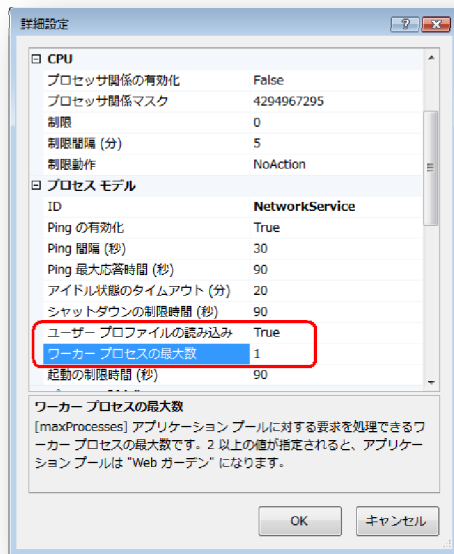 詳細設定
CPU
プロセッサ関係の有効化 False
プロセッサ関係マスク 4294967295
制限 0
制限間隔 (分) 5
制限動作 NoAction
プロセス モデル
ID NetworkService
Ping の有効化 True
Ping 間隔 (秒) 30
Ping 最大応答時間 (秒) 90
アイドル状態のタイムアウト (分) 20
シャットダウンの制限時間 (秒) 90
ユーザー プロファイルの読み込み True
ワーカー プロセスの最大数 1
起動の制限時間 (秒) 90
ワーカー プロセスの最大数
[maxProcesses] アプリケーション プールに対する要求を処理できるワ
ーカー プロセスの最大数です。2 以上の値が指定されると、アプリケー
ション プールは "Web ガーデン" になります。
OK キャンセル